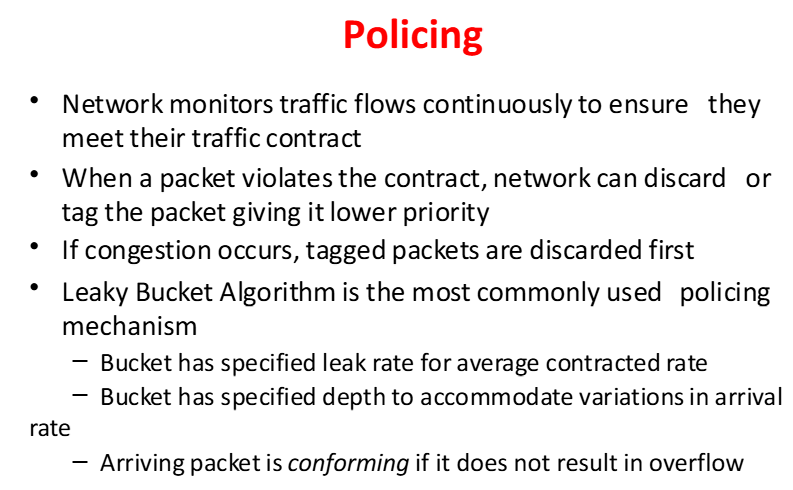 Policing
• Network monitors traffic flows continuously to ensure they
meet their traffic contract
• When a packet violates the contract, network can discard or
tag the packet giving it lower priority
• If congestion occurs, tagged packets are discarded first
• Leaky Bucket Algorithm is the most commonly used policing
mechanism
– Bucket has specified leak rate for average contracted rate
– Bucket has specified depth to accommodate variations in arrival
rate
– Arriving packet is conforming if it does not result in overflow